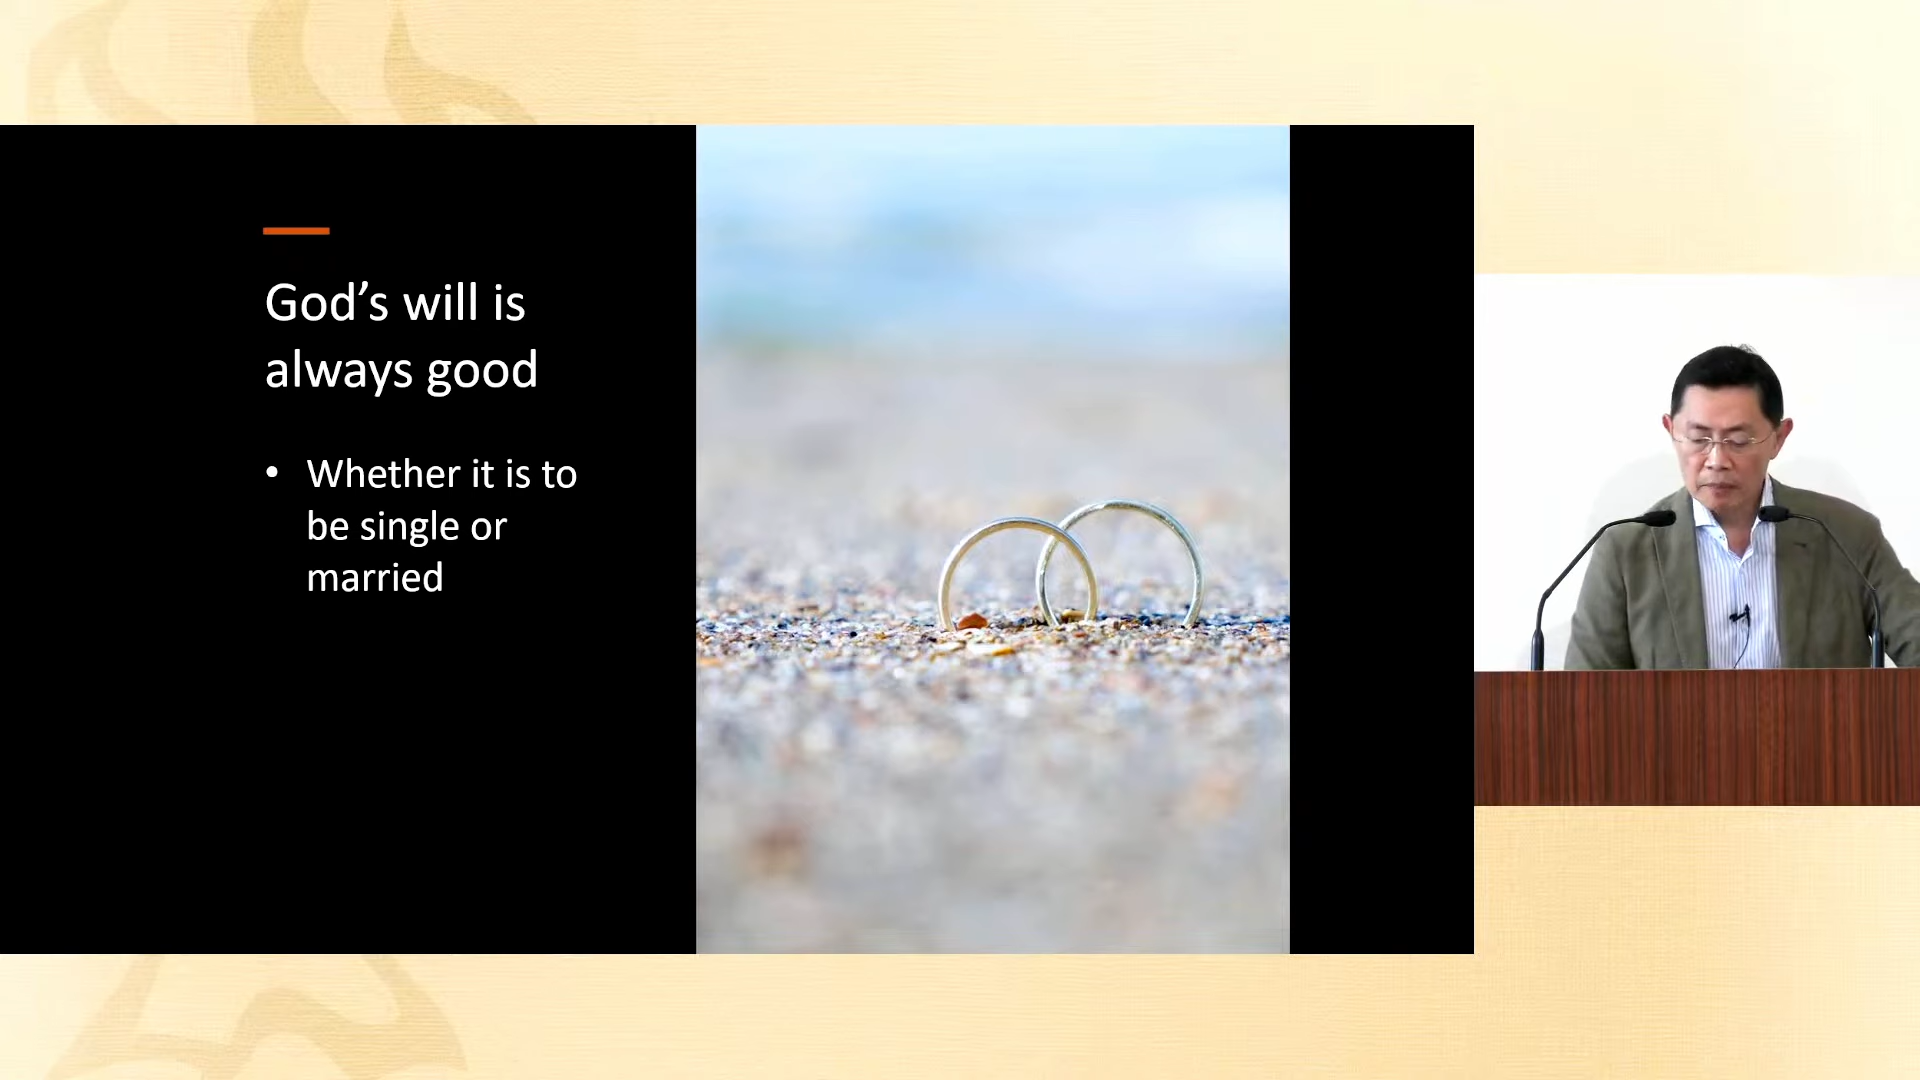 God’s will is
always good
• Whether it is to
be single or
married